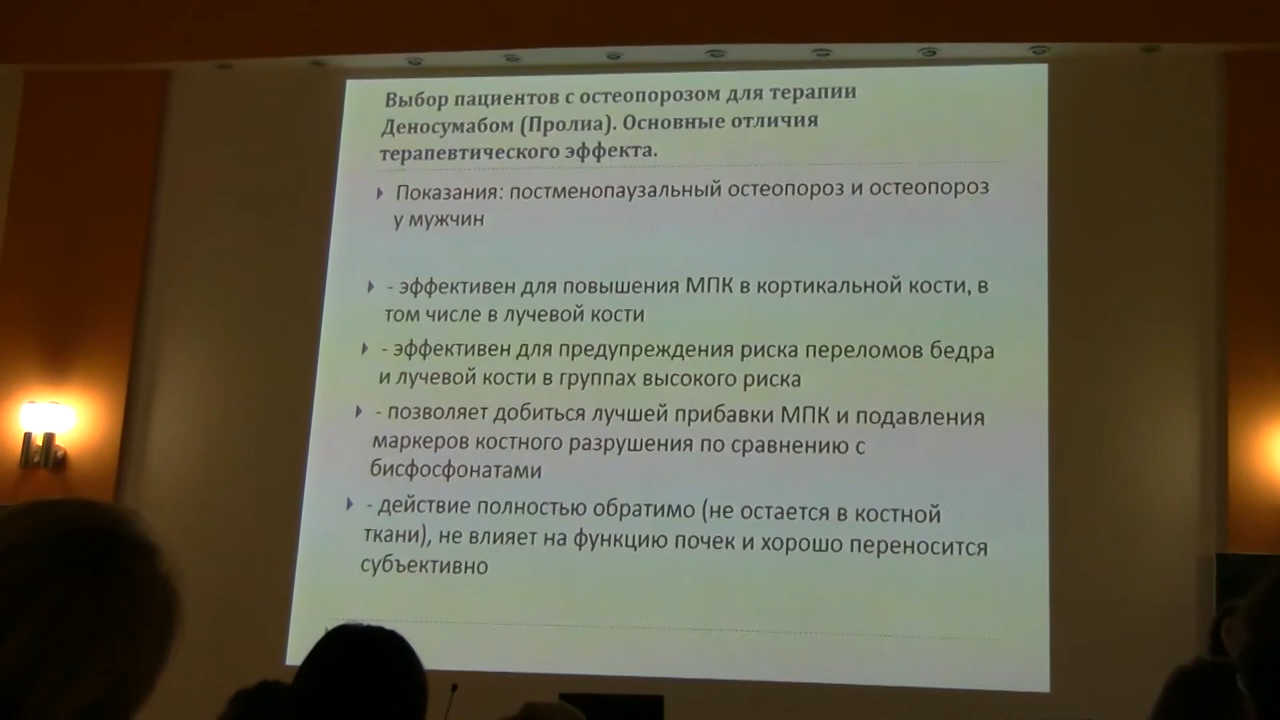 Выбор пациентов с остеопорозом для терапии
Деносумабом (Пролиа). Основные отличия
терапевтического эффекта.
Показания: постменопаузальный остеопороз и остеопороз
у мужчин
- эффективен для повышения МПК в кортикальной кости, в
том числе в лучевой кости
- эффективен для предупреждения риска переломов бедра
и лучевой кости в группах высокого риска
- позволяет добиться лучшей прибавки МПК и подавления
маркеров костного разрушения по сравнению с
бисфосфонатами
- действие полностью обратимо (не остается в костной
ткани), не влияет на функцию почек и хорошо переносится
субъективно